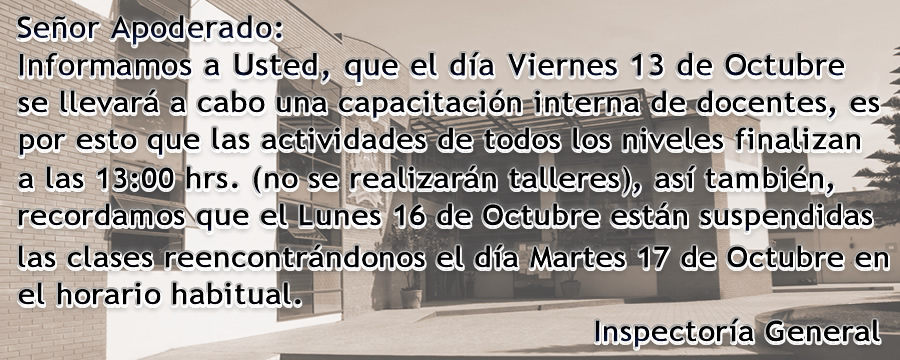 Señor Apoderado:
Informamos a Usted, que el día Viernes 13 de Octubre
se llevará a cabo una capacitación interna de docentes, es
por esto que las actividades de todos los niveles finalizan
a las 13:00 hrs. (no se realizarán talleres), así también,
recordamos que el Lunes 16 de Octubre están suspendidas
las clases reencontrándonos el día Martes 17 de Octubre en
el horario habitual.
Inspectoría General